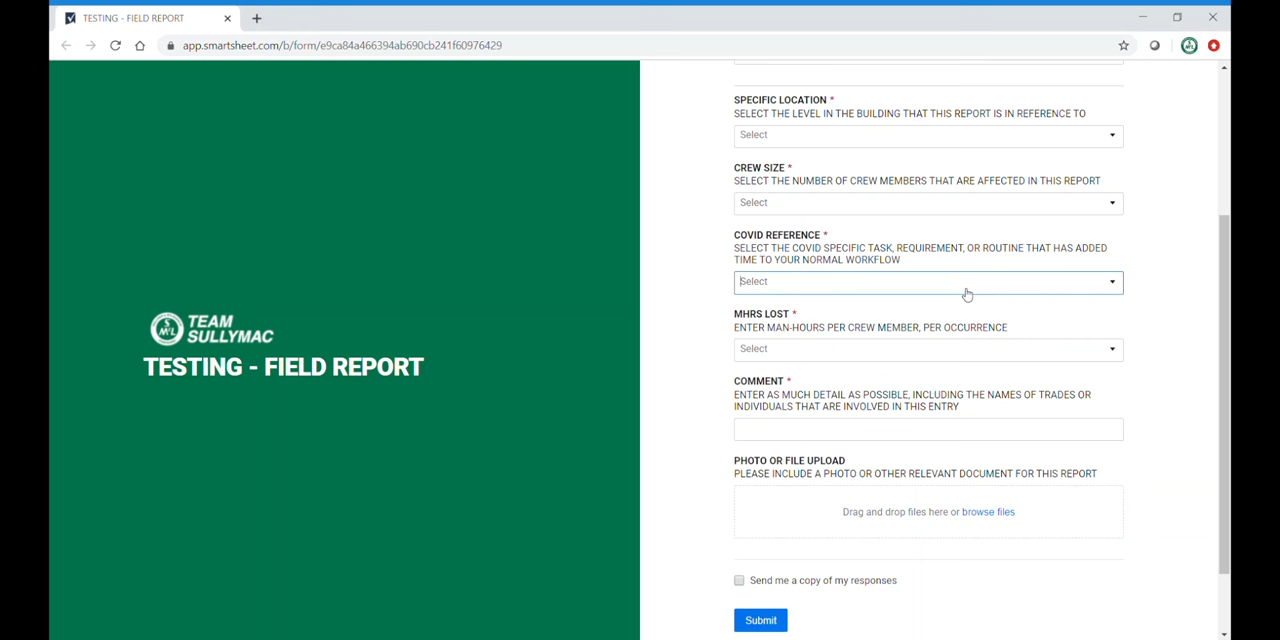 TESTING - FIELD REPORT
app.smartsheet.com/b/form/e9ca84a466394ab690cb241f60976429
SPECIFIC LOCATION *
SELECT THE LEVEL IN THE BUILDING THAT THIS REPORT IS IN REFERENCE TO
Select
CREW SIZE *
SELECT THE NUMBER OF CREW MEMBERS THAT ARE AFFECTED IN THIS REPORT
Select
COVID REFERENCE *
SELECT THE COVID SPECIFIC TASK, REQUIREMENT, OR ROUTINE THAT HAS ADDED
TIME TO YOUR NORMAL WORKFLOW
Select
MHRS LOST *
ENTER MAN-HOURS PER CREW MEMBER, PER OCCURRENCE
Select
COMMENT *
ENTER AS MUCH DETAIL AS POSSIBLE, INCLUDING THE NAMES OF TRADES OR
INDIVIDUALS THAT ARE INVOLVED IN THIS ENTRY
PHOTO OR FILE UPLOAD
PLEASE INCLUDE A PHOTO OR OTHER RELEVANT DOCUMENT FOR THIS REPORT
Drag and drop files here or browse files
Send me a copy of my responses
Submit
TEAM
SULLYMAC
TESTING - FIELD REPORT